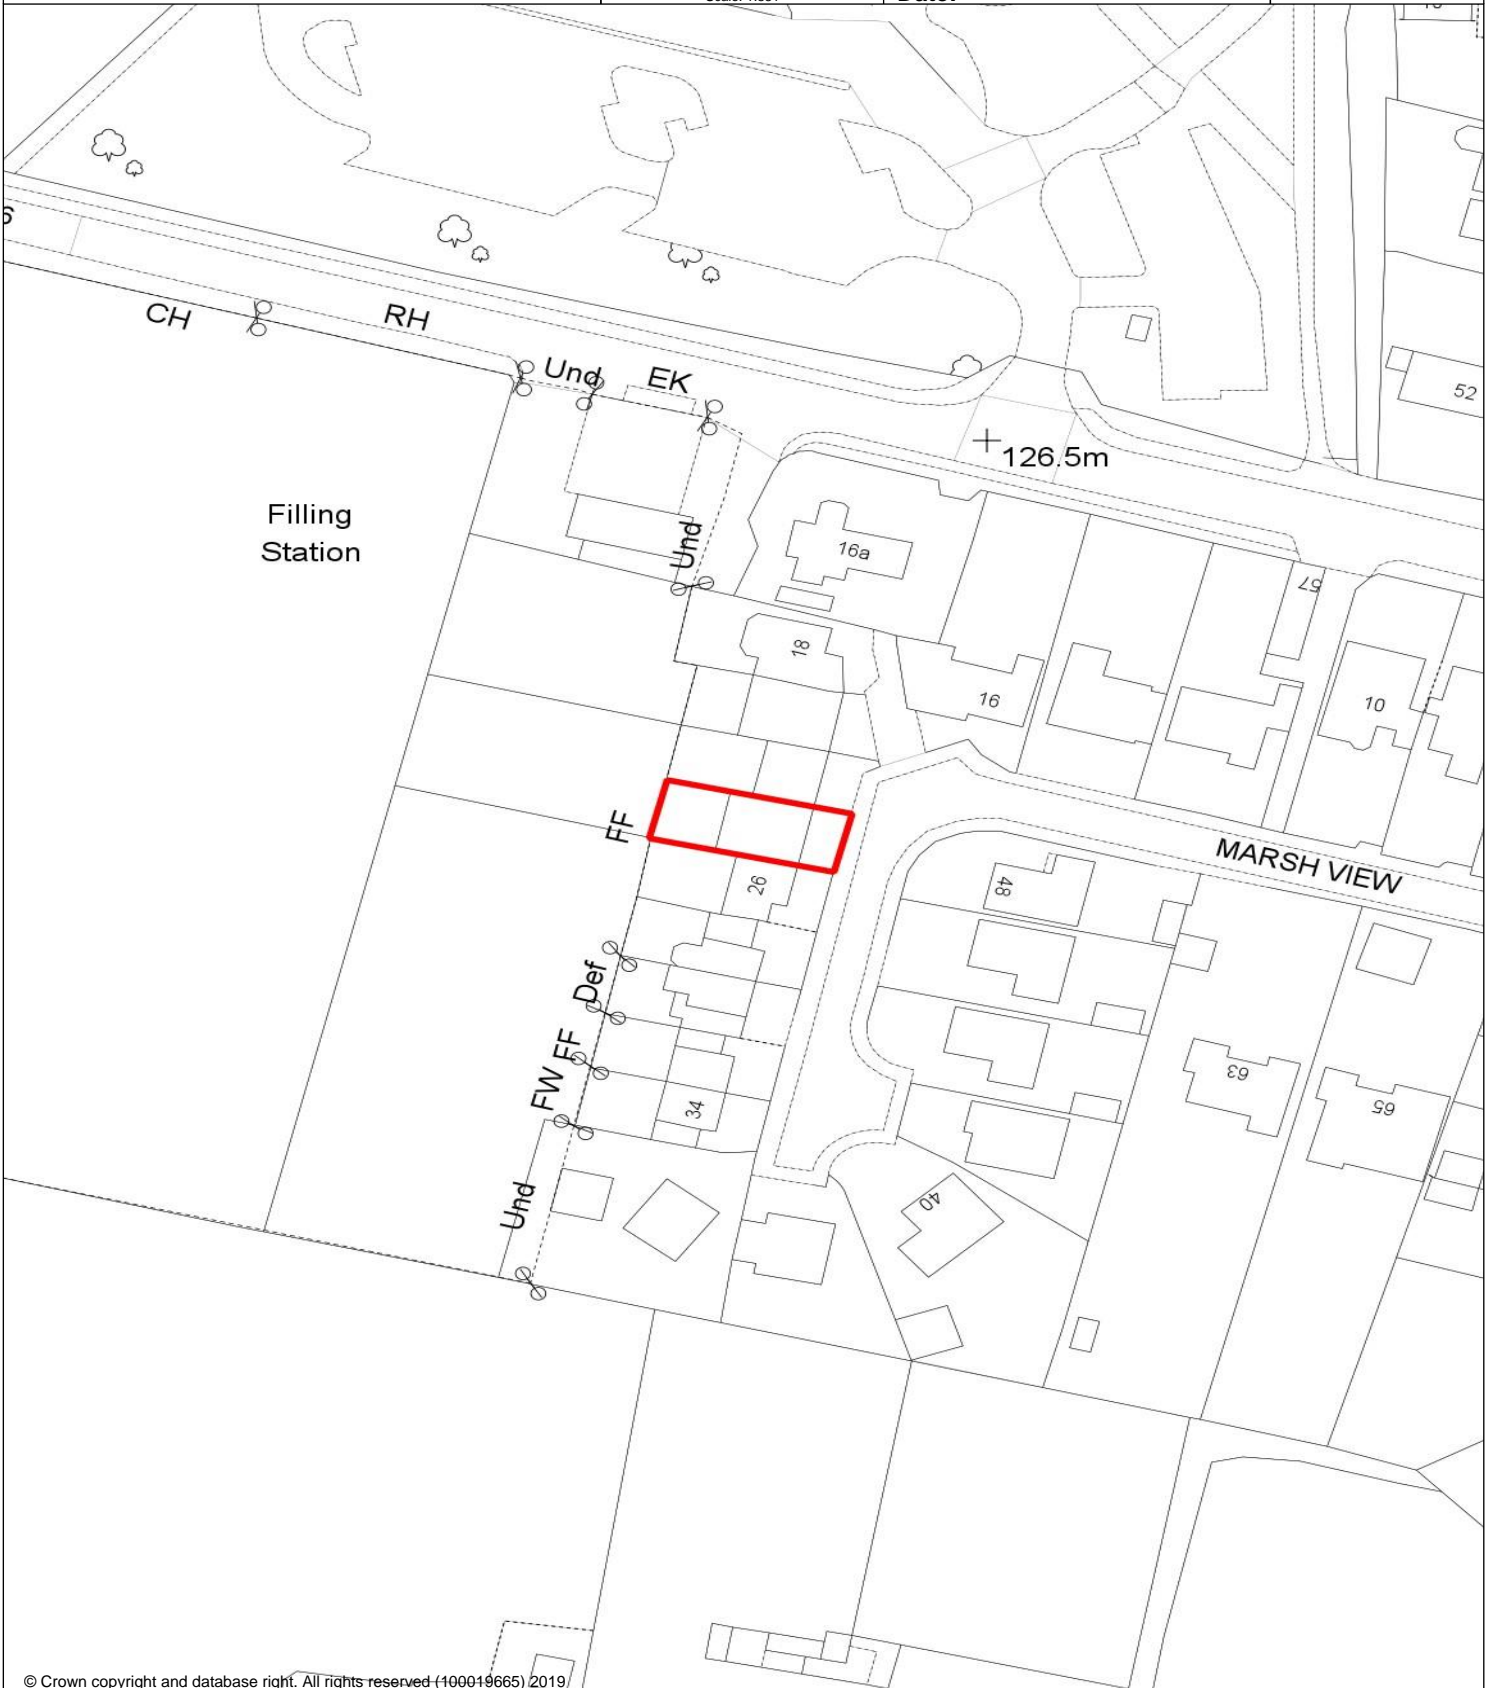 6
CH
RH
Und
EK
52
126.5m
Filling
Station
Und
16a
57
18
16
10
FF
MARSH VIEW
26
48
Def
FF
FW
63
65
34
Und
40
© Crown copyright and database right. All rights reserved (100019665) 2019